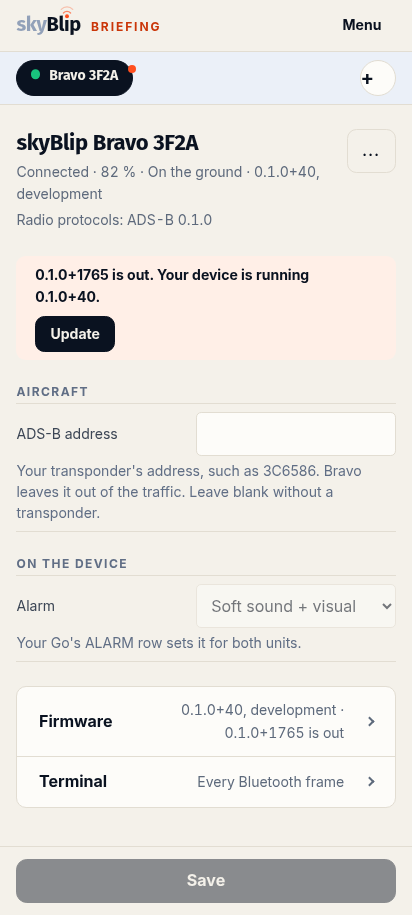 skyBlip BRIEFING
Menu
Bravo 3F2A
+
skyBlip Bravo 3F2A
...
Connected · 82 % · On the ground · 0.1.0+40,
development
Radio protocols: ADS-B 0.1.0
0.1.0+1765 is out. Your device is running
0.1.0+40.
Update
AIRCRAFT
ADS-B address
Your transponder's address, such as 3C6586. Bravo
leaves it out of the traffic. Leave blank without a
transponder.
ON THE DEVICE
Alarm
Soft sound + visual
Your Go's ALARM row sets it for both units.
Firmware
0.1.0+40, development ·
0.1.0+1765 is out
Terminal
Every Bluetooth frame
Save